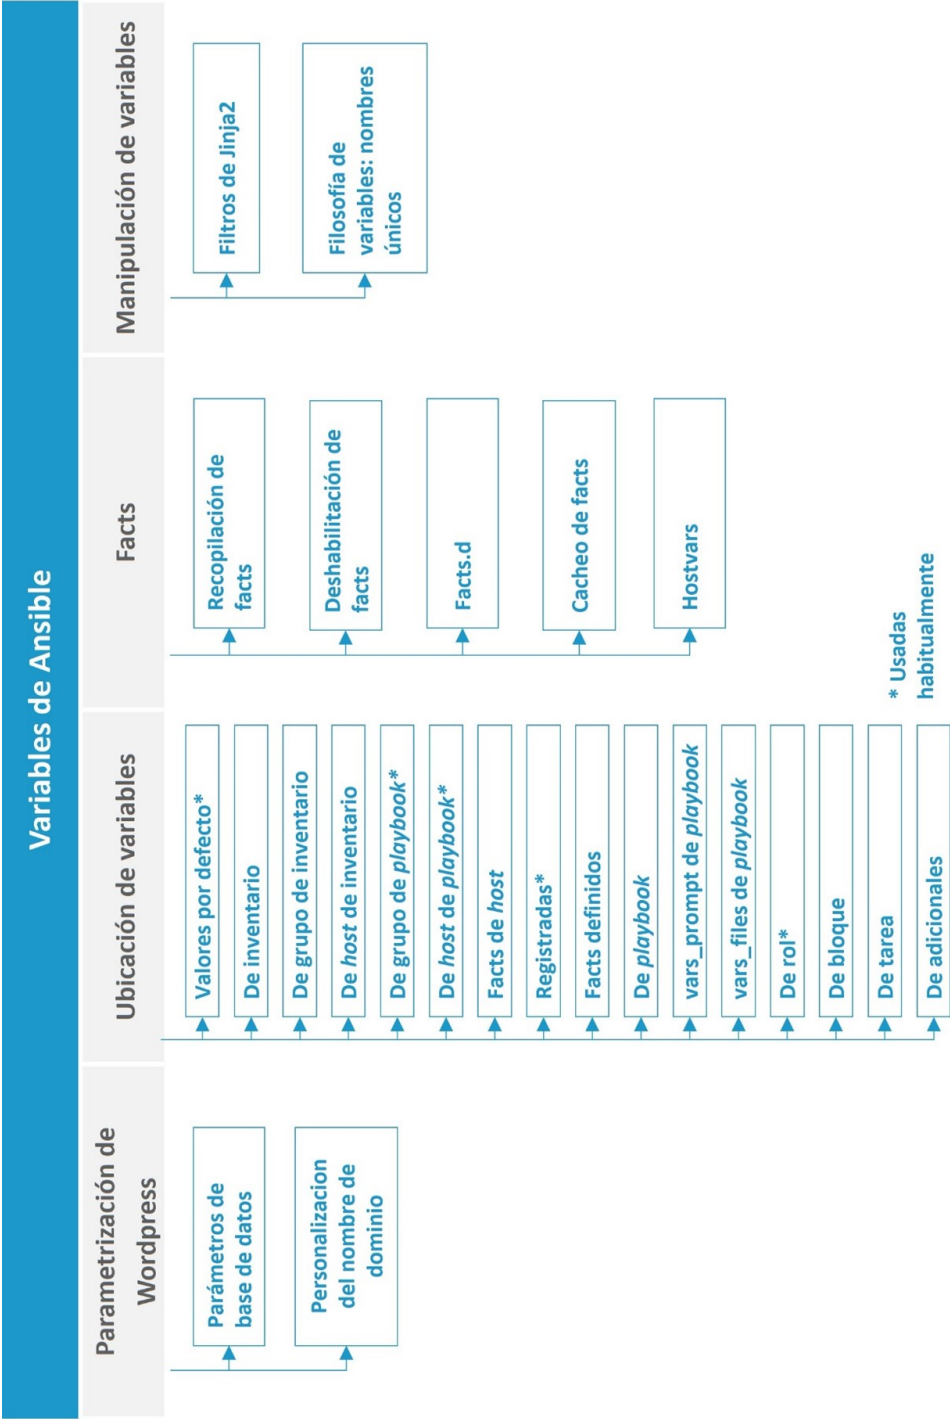 Variables de Ansible
Parametrización de
Wordpress
Parámetros de
base de datos
Personalizacion
del nombre de
dominio
Ubicación de variables
Valores por defecto*
De inventario
De grupo de inventario
De host de inventario
De grupo de playbook*
De host de playbook*
Facts de host
Registradas*
Facts definidos
De playbook
vars_prompt de playbook
vars_files de playbook
De rol*
De bloque
De tarea
De adicionales
Facts
Recopilación de
facts
Deshabilitación de
facts
Facts.d
Cacheo de facts
Hostvars
* Usadas
habitualmente
Manipulación de variables
Filtros de Jinja2
Filosofía de
variables: nombres
únicos